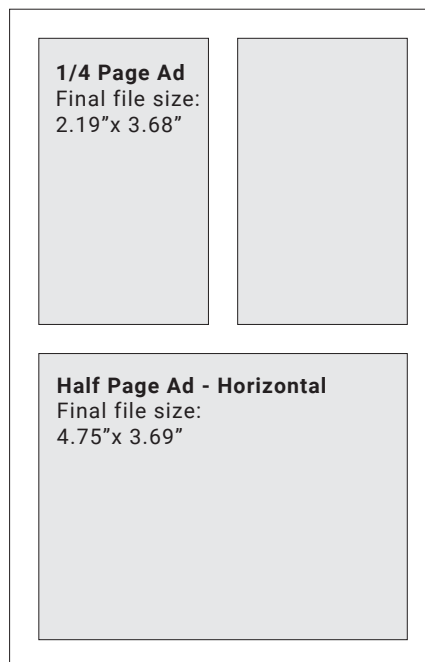 1/4 Page Ad
Final file size:
2.19”x 3.68”
Half Page Ad - Horizontal
Final file size:
4.75”x 3.69”